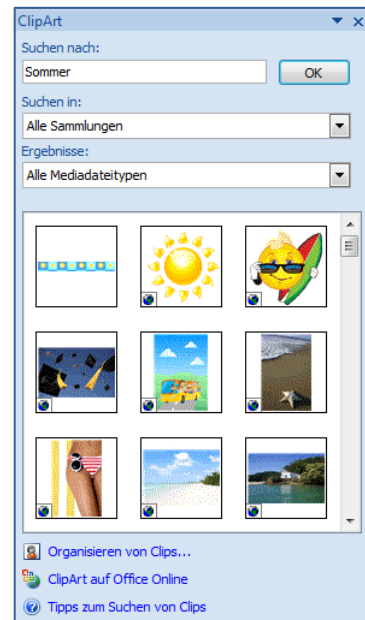 ClipArt
Suchen nach:
Sommer
OK
Suchen in:
Alle Sammlungen
Ergebnisse:
Alle Mediadateitypen
Organisieren von Clips...
ClipArt auf Office Online
Tipps zum Suchen von Clips